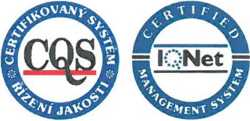 CERTIFIKOVANÝ SYSTÉM
CQS
ŘÍZENÍ JAKOSTI
CERTIFIED
IQNet
MANAGEMENT SYSTEM